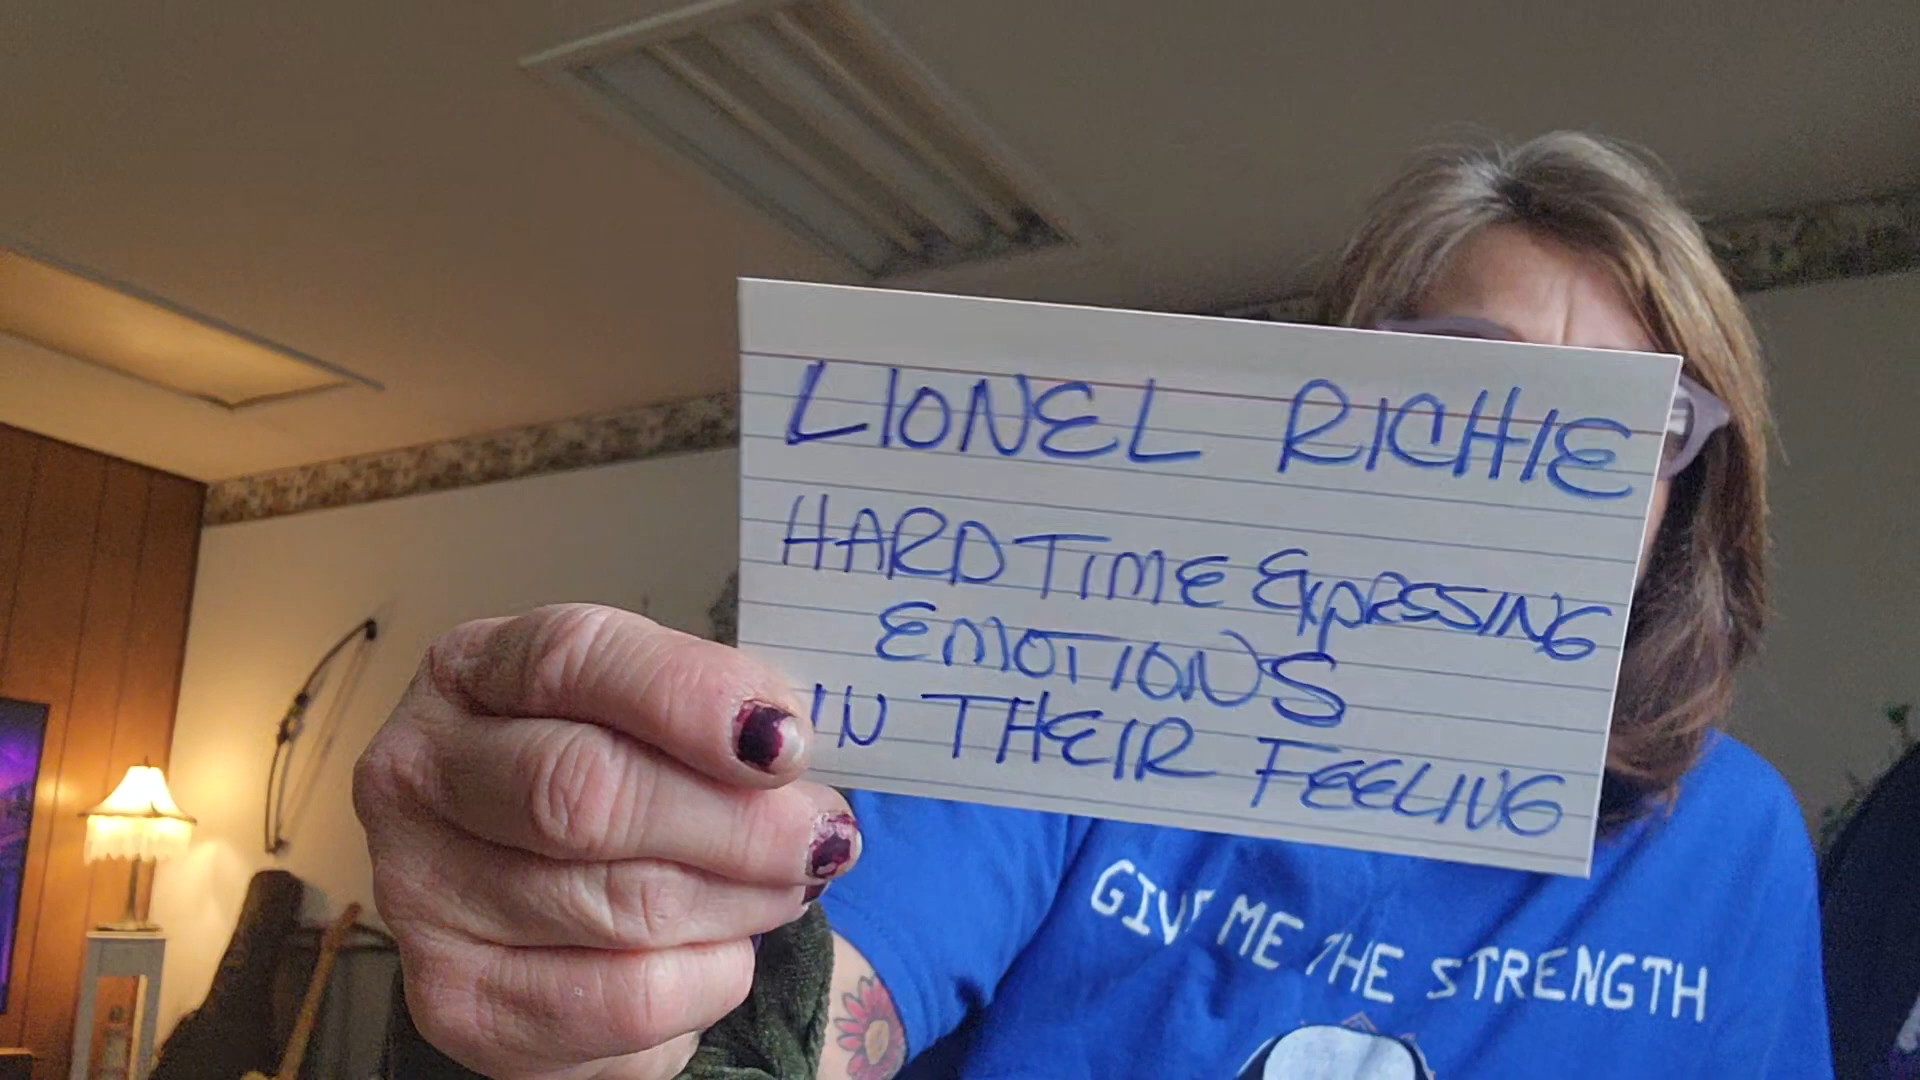 LIONEL RICHIE
HARD TIME EXPRESSING
EMOTIONS
IN THEIR FEELING
GIVE ME THE STRENGTH